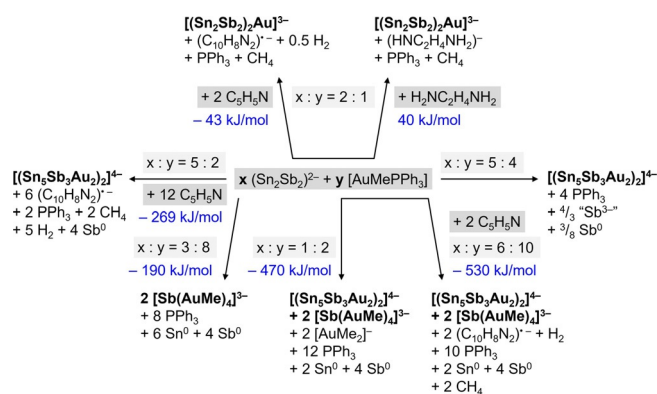 [(Sn₂Sb₂)₂Au]³⁻
+ (C₁₀H₈N₂)•⁻ + 0.5 H₂
+ PPh₃ + CH₄
[(Sn₂Sb₂)₂Au]³⁻
+ (HNC₂H₄NH₂)⁻
+ PPh₃ + CH₄
+ 2 C₅H₅N
– 43 kJ/mol
x : y = 2 : 1
+ H₂NC₂H₄NH₂
40 kJ/mol
[(Sn₅Sb₃Au₂)₂]⁴⁻
+ 6 (C₁₀H₈N₂)•⁻
+ 2 PPh₃ + 2 CH₄
+ 5 H₂ + 4 Sb⁰
x : y = 5 : 2
+ 12 C₅H₅N
– 269 kJ/mol
x (Sn₂Sb₂)²⁻ + y [AuMePPh₃]
x : y = 5 : 4
[(Sn₅Sb₃Au₂)₂]⁴⁻
+ 4 PPh₃
+ ⁴/₃ “Sb³⁻”
+ ³/₈ Sb⁰
x : y = 3 : 8
– 190 kJ/mol
x : y = 1 : 2
– 470 kJ/mol
+ 2 C₅H₅N
x : y = 6 : 10
– 530 kJ/mol
2 [Sb(AuMe)₄]³⁻
+ 8 PPh₃
+ 6 Sn⁰ + 4 Sb⁰
[(Sn₅Sb₃Au₂)₂]⁴⁻
+ 2 [Sb(AuMe)₄]³⁻
+ 2 [AuMe₂]⁻
+ 12 PPh₃
+ 2 Sn⁰ + 4 Sb⁰
[(Sn₅Sb₃Au₂)₂]⁴⁻
+ 2 [Sb(AuMe)₄]³⁻
+ 2 (C₁₀H₈N₂)•⁻ + H₂
+ 10 PPh₃
+ 2 Sn⁰ + 4 Sb⁰
+ 2 CH₄